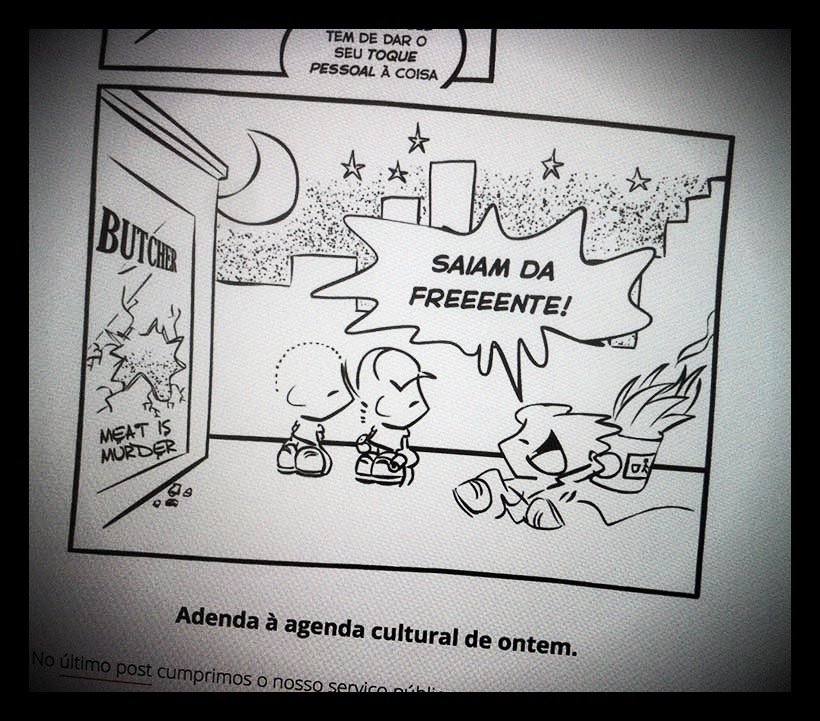 TEM DE DAR O
SEU TOQUE
PESSOAL À COISA
BUTCHER
SAIAM DA
FREEEENTE!
MEAT IS
MURDER
Adenda à agenda cultural de ontem.
No último post cumprimos o nosso serviço